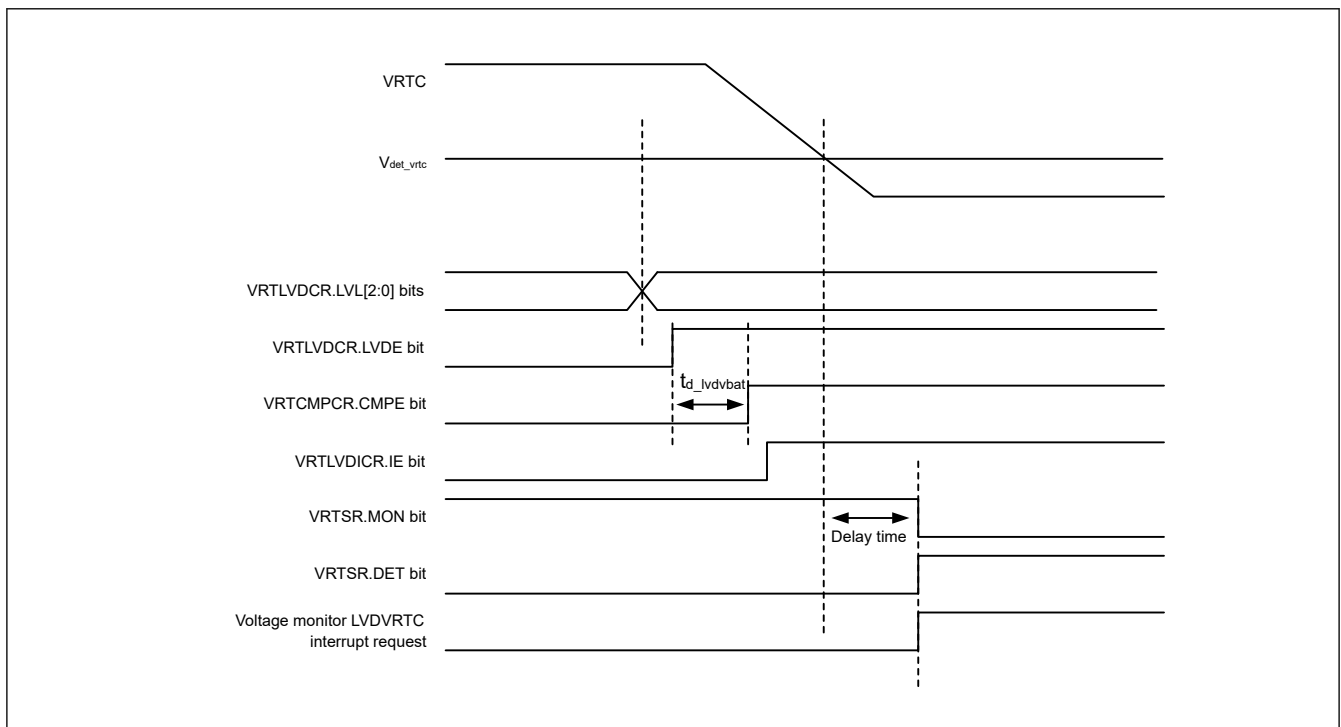 VRTC
Vdet_vrtc
VRTLVDCR.LVL[2:0] bits
VRTLVDCR.LVDE bit
td_lvdvbat
VRTCMPCR.CMPE bit
VRTLVDICR.IE bit
VRTSR.MON bit
Delay time
VRTSR.DET bit
Voltage monitor LVDVRTC
interrupt request